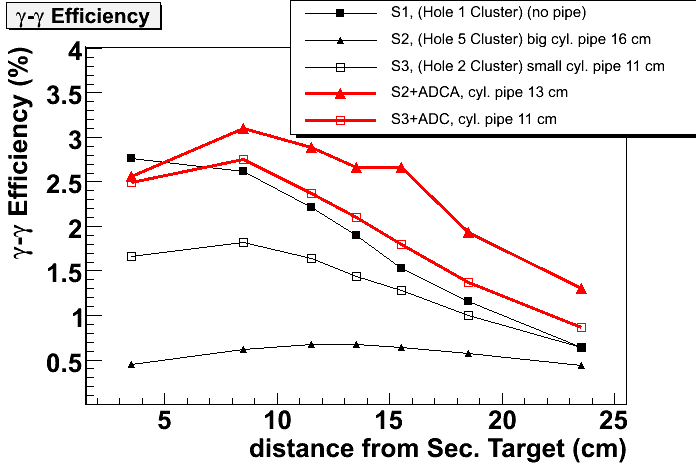 γ-γ Efficiency
S1, (Hole 1 Cluster) (no pipe)
S2, (Hole 5 Cluster) big cyl. pipe 16 cm
S3, (Hole 2 Cluster) small cyl. pipe 11 cm
S2+ADCA, cyl. pipe 13 cm
S3+ADC, cyl. pipe 11 cm
γ-γ Efficiency (%)
4
3.5
3
2.5
2
1.5
1
0.5
5 10 15 20 25
distance from Sec. Target (cm)